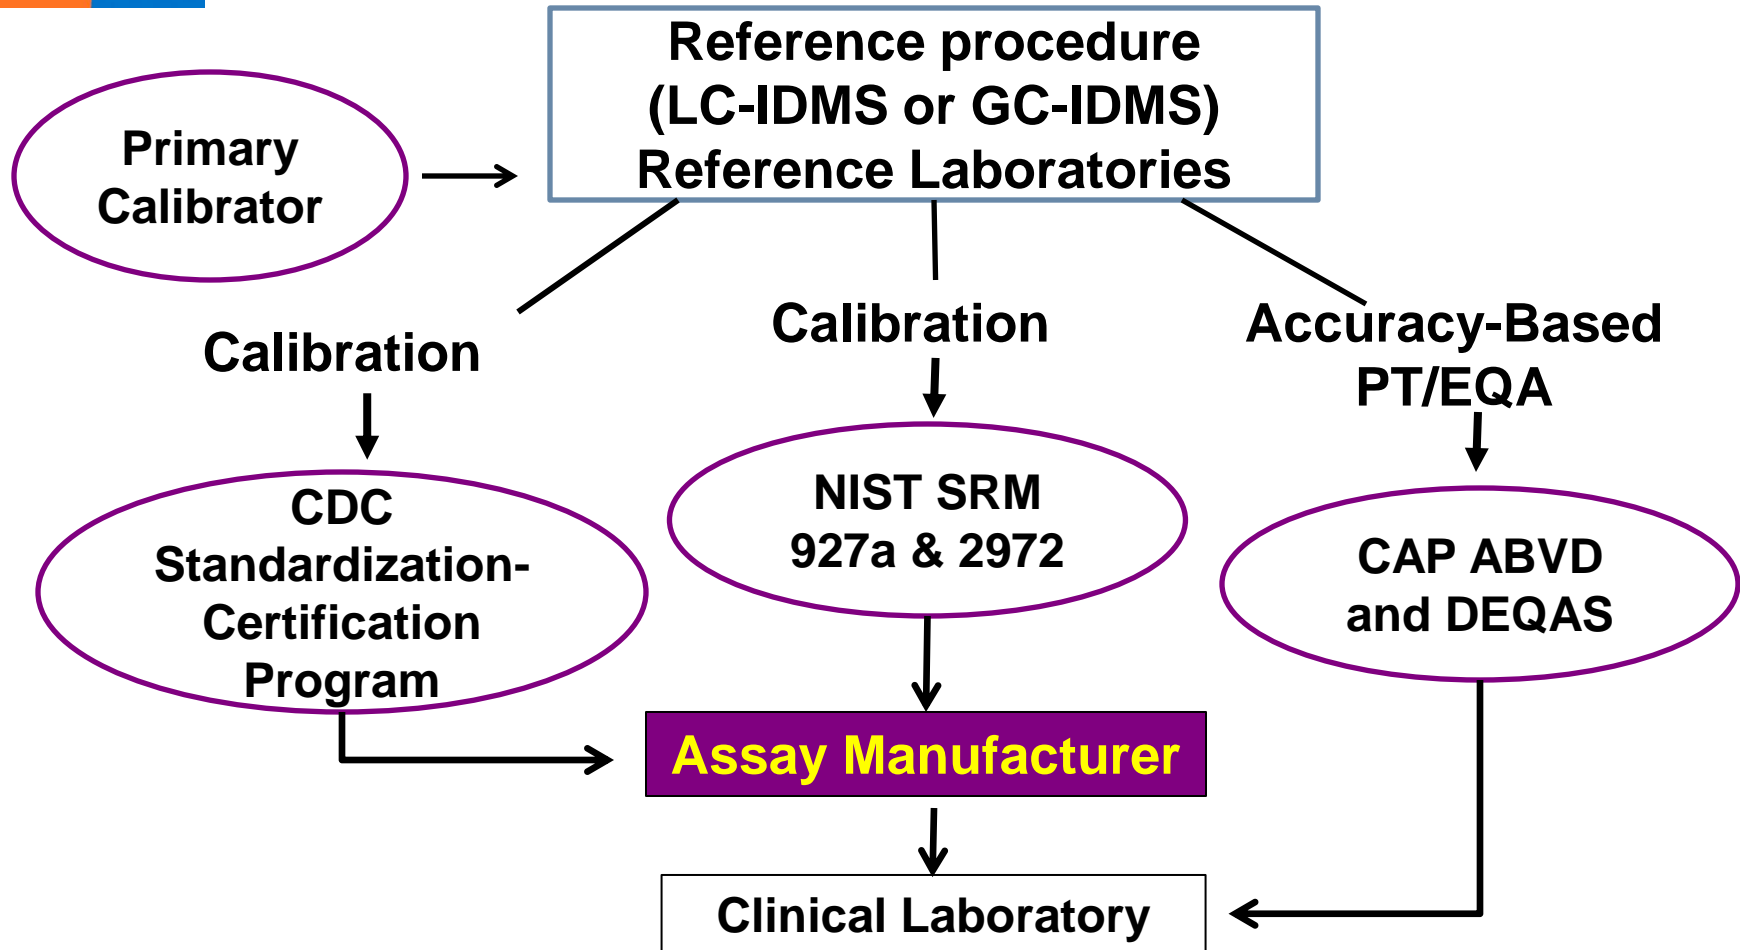 Reference procedure
(LC-IDMS or GC-IDMS)
Reference Laboratories
Primary
Calibrator
Calibration
Calibration
Accuracy-Based
PT/EQA
CDC
Standardization-
Certification
Program
NIST SRM
927a & 2972
CAP ABVD
and DEQAS
Assay Manufacturer
Clinical Laboratory